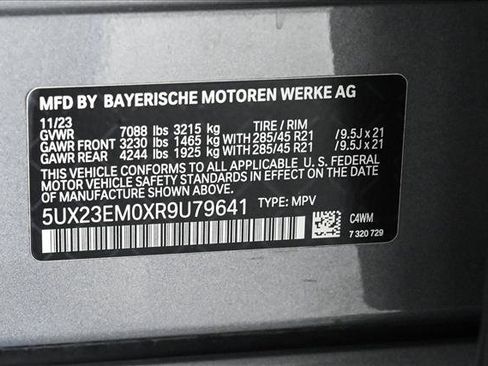 MFD BY BAYERISCHE MOTOREN WERKE AG
11/23
GVWR 7088 lbs 3215 kg TIRE / RIM
GAWR FRONT 3230 lbs 1465 kg WITH 285/45 R21 /9.5J x 21
GAWR REAR 4244 lbs 1925 kg WITH 285/45 R21 /9.5J x 21
THIS VEHICLE CONFORMS TO ALL APPLICABLE U.S. FEDERAL
MOTOR VEHICLE SAFETY STANDARDS IN EFFECT ON THE DATE OF
MANUFACTURE SHOWN ABOVE.
5UX23EM0XR9U79641 TYPE: MPV
C4WM
7 320 729